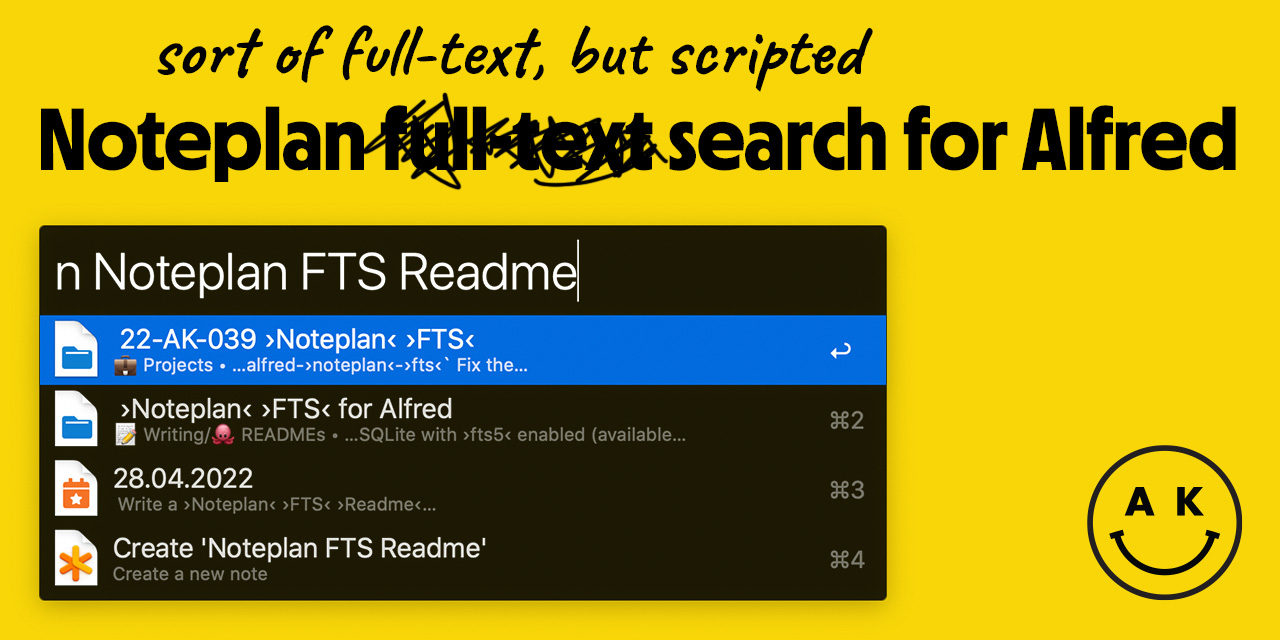 sort of full-text, but scripted
Noteplan full-text search for Alfred
n Noteplan FTS Readme
22-AK-039 ›Noteplan‹ ›FTS‹
💼 Projects • ...alfred-›noteplan‹-›fts‹` Fix the...
›Noteplan‹ ›FTS‹ for Alfred
⌘2
📝 Writing/🐙 READMEs • ...SQLite with ›fts5‹ enabled (available...
28.04.2022
⌘3
Write a ›Noteplan‹ ›FTS‹ ›Readme‹...
Create 'Noteplan FTS Readme'
⌘4
Create a new note
A K